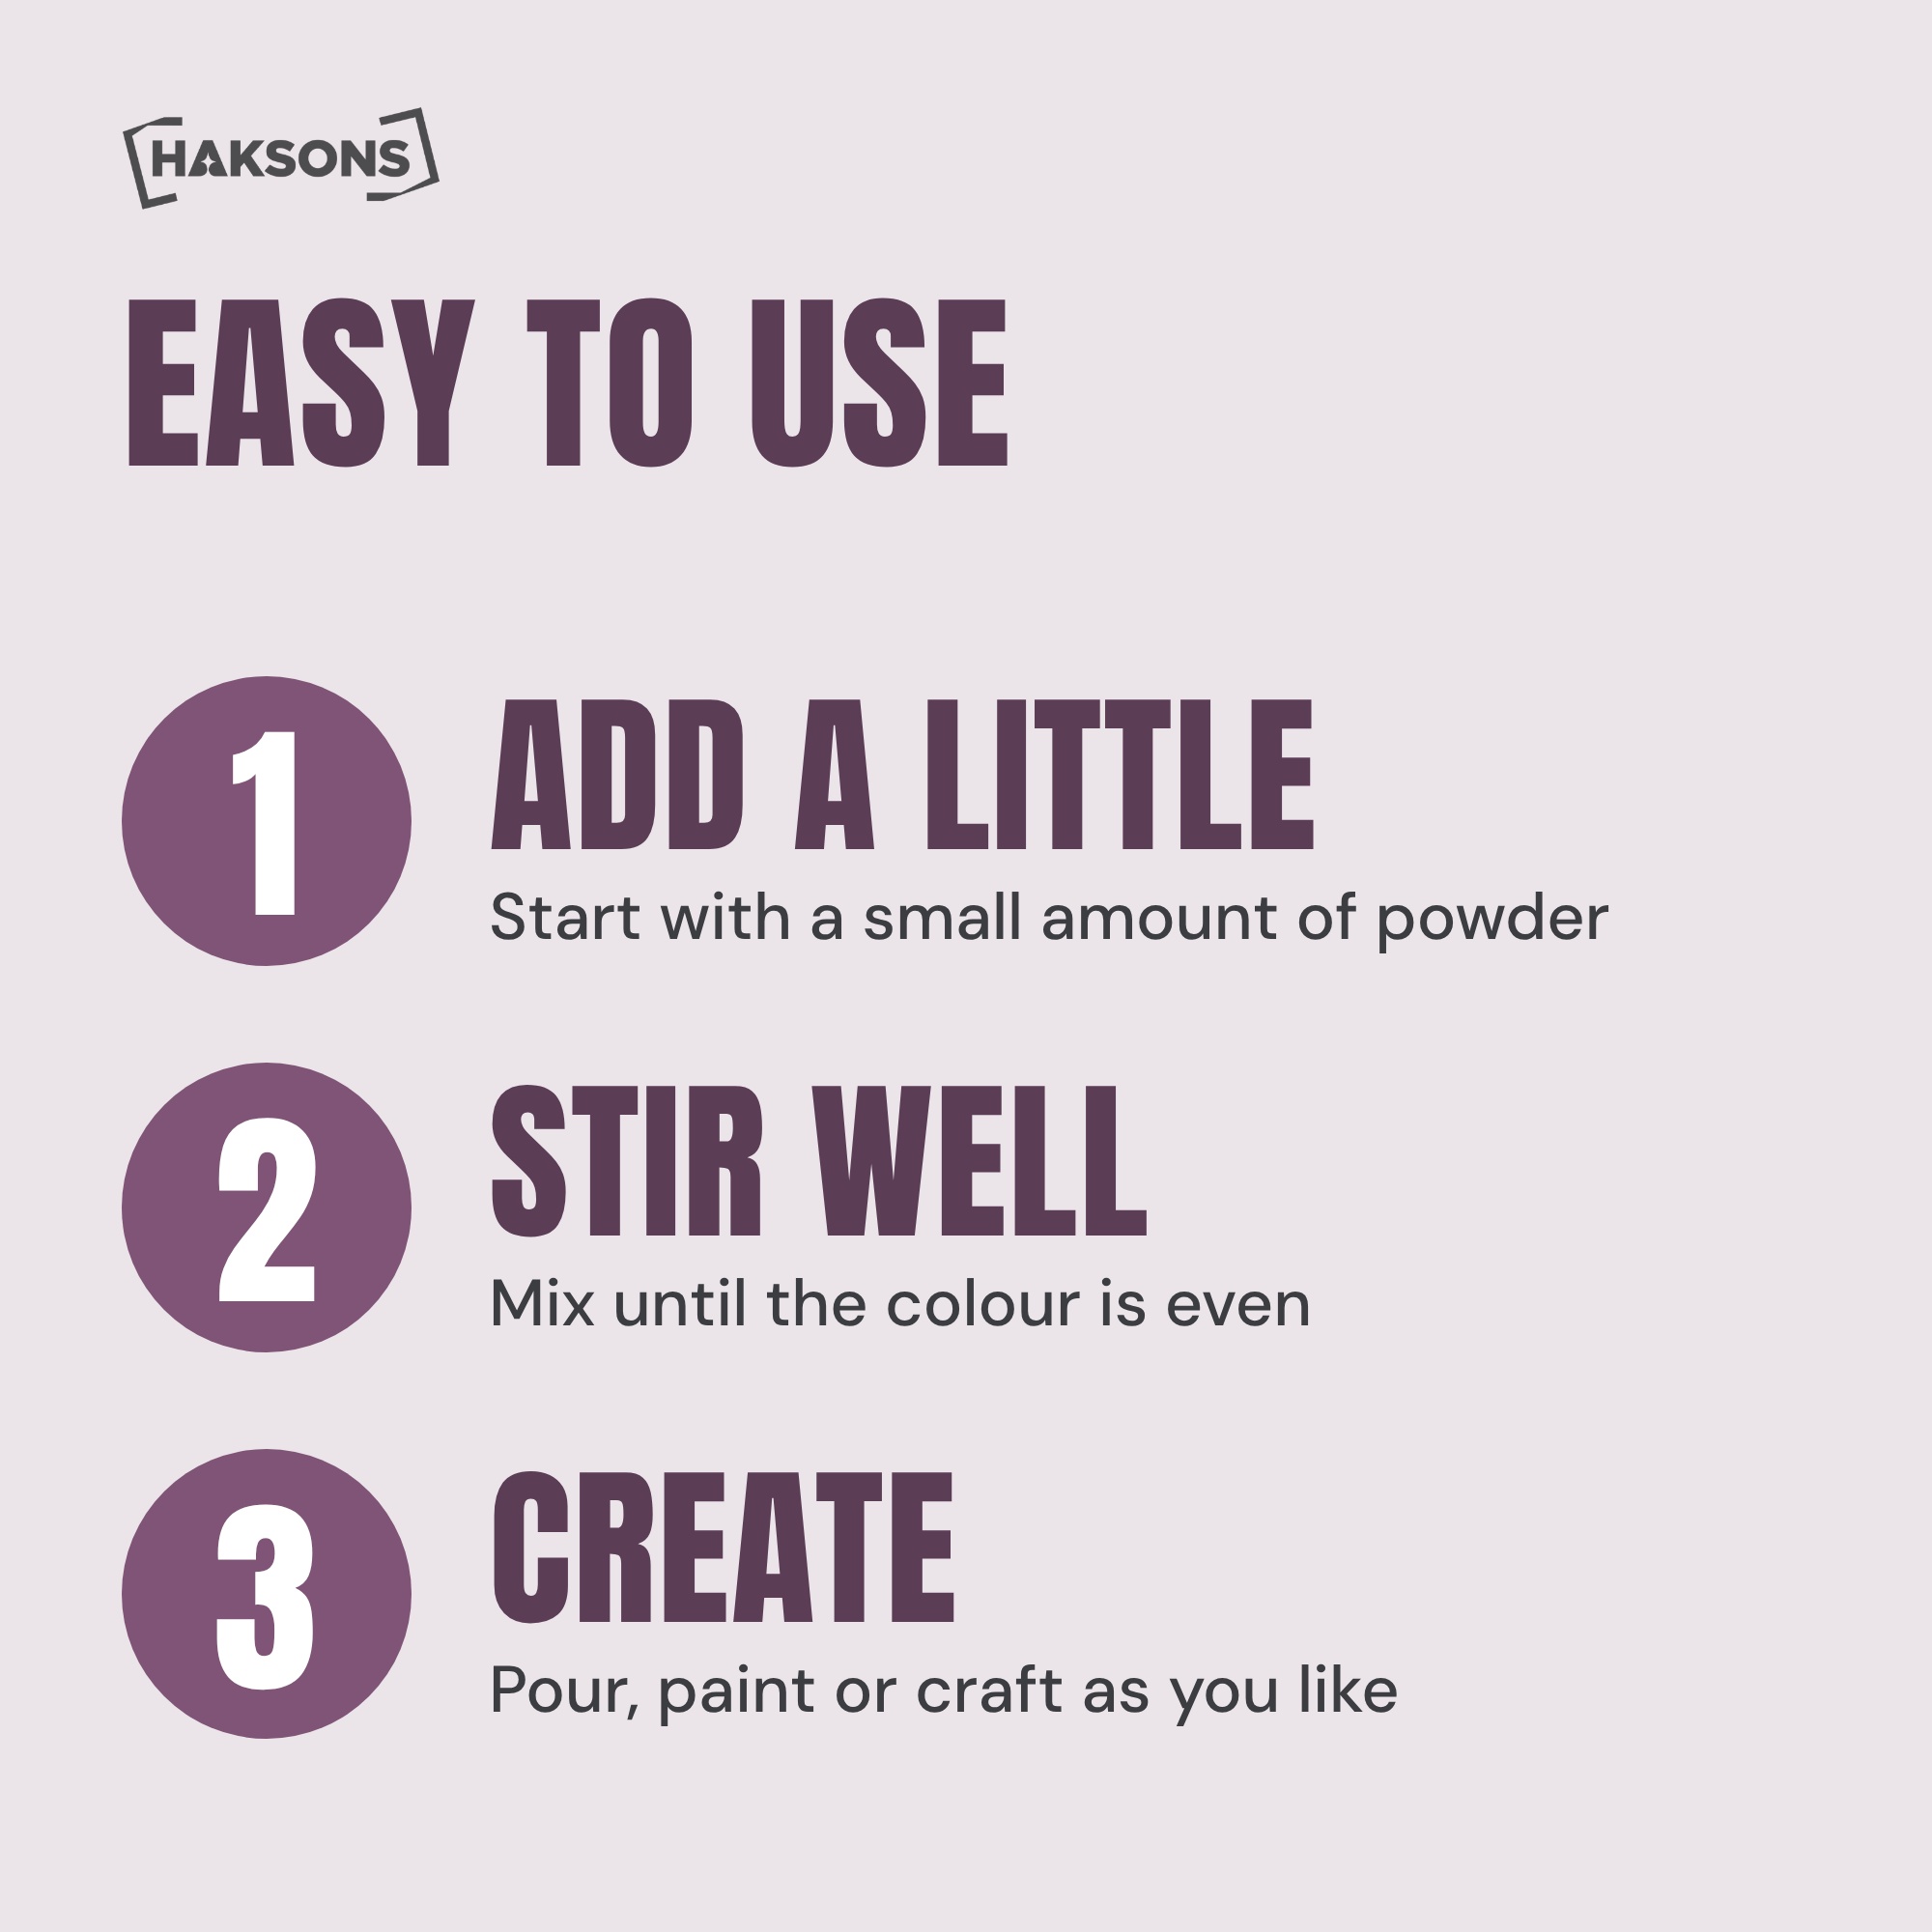 HAKSONS
EASY TO USE
1
ADD A LITTLE
Start with a small amount of powder
2
STIR WELL
Mix until the colour is even
3
CREATE
Pour, paint or craft as you like